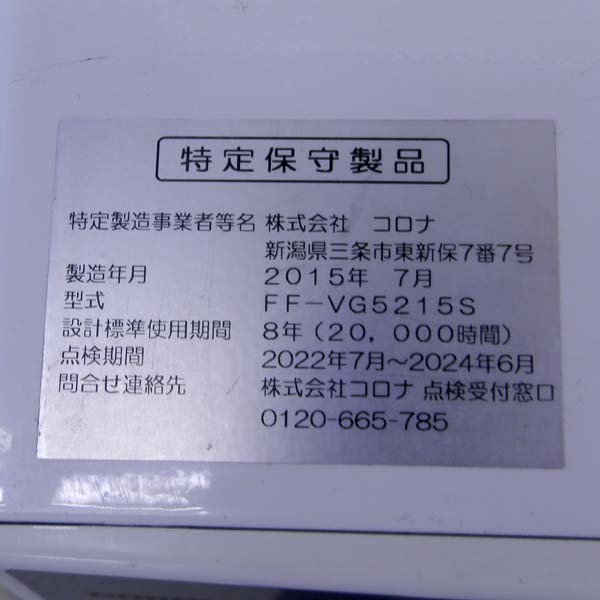 特定保守製品
特定製造事業者等名 株式会社 コロナ
新潟県三条市東新保7番7号
製造年月 2015年 7月
型式 FF-VG5215S
設計標準使用期間 8年(20,000時間)
点検期間 2022年7月～2024年6月
問合せ連絡先 株式会社コロナ 点検受付窓口
0120-665-785